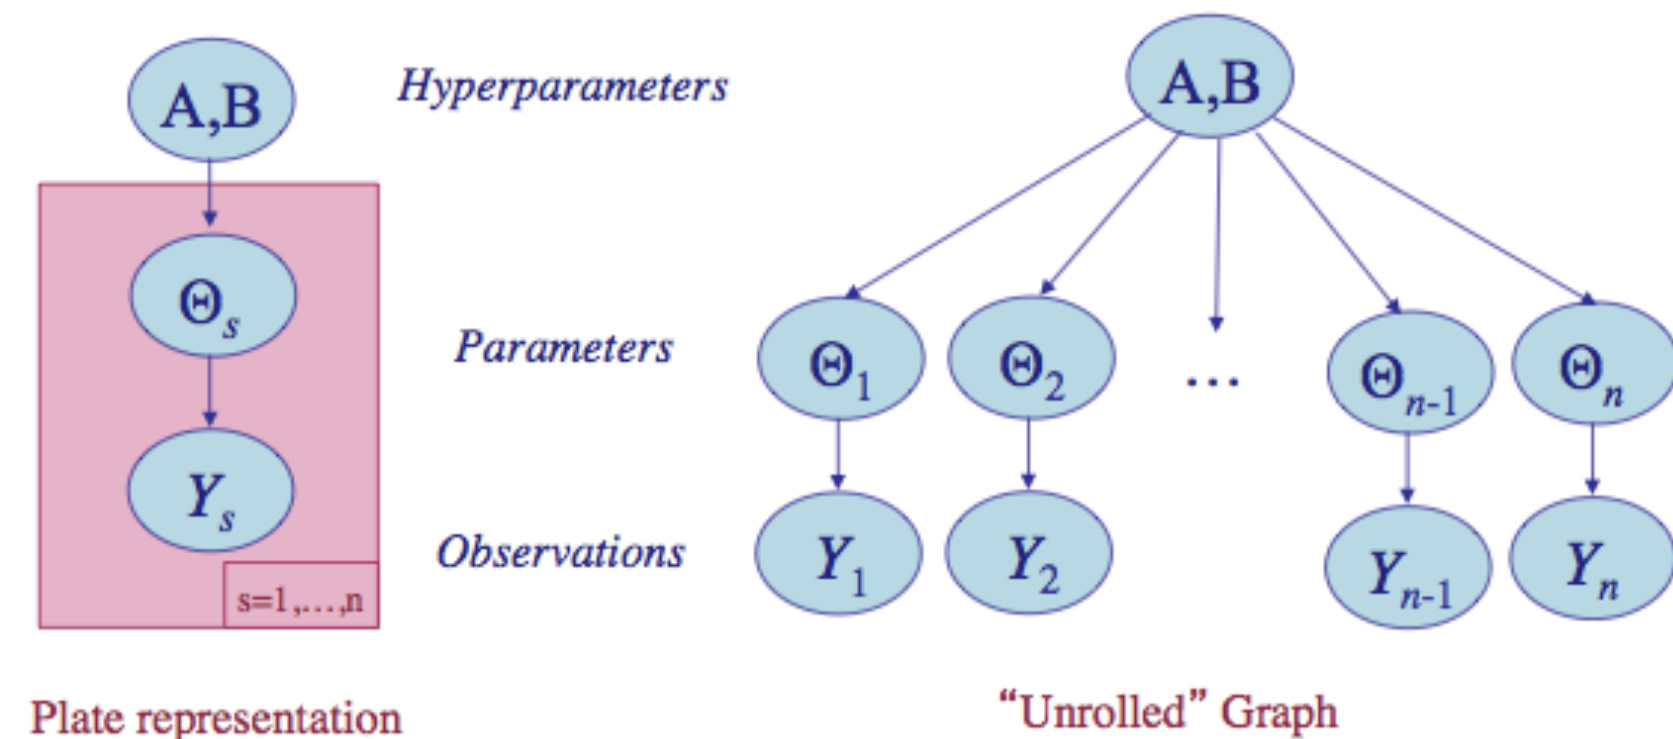 A,B
Hyperparameters
A,B
Θs
Parameters
Θ1
Θ2
...
Θn-1
Θn
Ys
Observations
Y1
Y2
Yn-1
Yn
s=1,...,n
Plate representation
“Unrolled” Graph